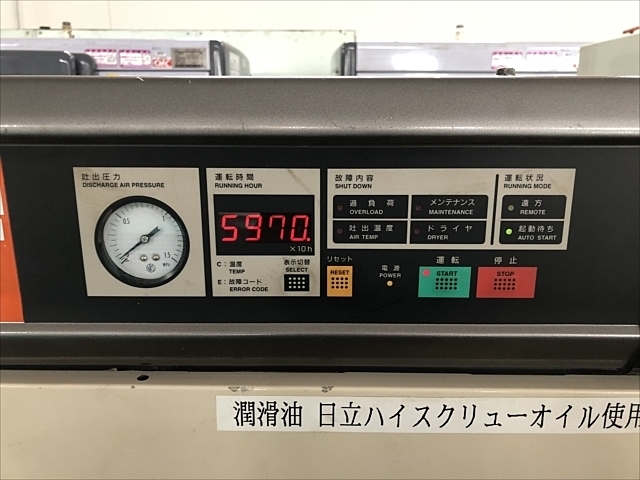 吐出圧力
DISCHARGE AIR PRESSURE
0.5
1
0
1.5
MPa
運転時間
RUNNING HOUR
5970.
×10h
C：温度
TEMP
E：故障コード
ERROR CODE
表示切替
SELECT
故障内容
SHUT DOWN
過負荷
OVERLOAD
メンテナンス
MAINTENANCE
吐出温度
AIR TEMP
ドライヤ
DRYER
運転状況
RUNNING MODE
遠方
REMOTE
起動待ち
AUTO START
リセット
RESET
電源
POWER
運転
START
停止
STOP
潤滑油 日立ハイスクリューオイル使用